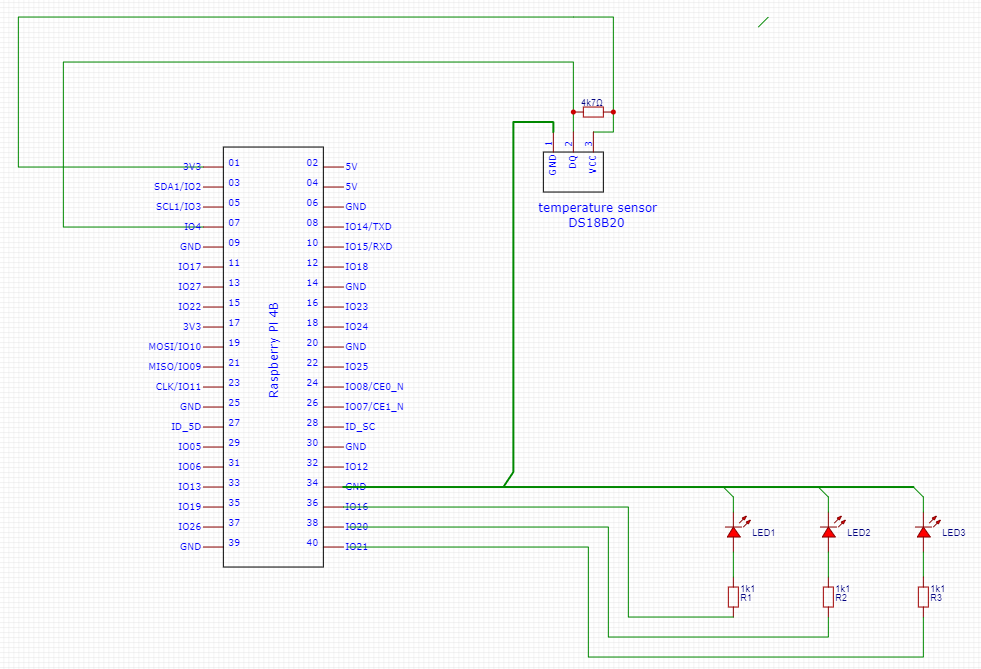 4k7Ω
1 2 3
GND DQ VCC
temperature sensor
DS18B20
3V3 01 02 5V
SDA1/IO2 03 04 5V
SCL1/IO3 05 06 GND
IO4 07 08 IO14/TXD
GND 09 10 IO15/RXD
IO17 11 12 IO18
IO27 13 14 GND
IO22 15 16 IO23
3V3 17 18 IO24
MOSI/IO10 19 20 GND
MISO/IO09 21 22 IO25
CLK/IO11 23 24 IO08/CE0_N
GND 25 26 IO07/CE1_N
ID_5D 27 28 ID_SC
IO05 29 30 GND
IO06 31 32 IO12
IO13 33 34 GND
IO19 35 36 IO16
IO26 37 38 IO20
GND 39 40 IO21
Raspberry PI 4B
LED1 LED2 LED3
1k1 1k1 1k1
R1 R2 R3